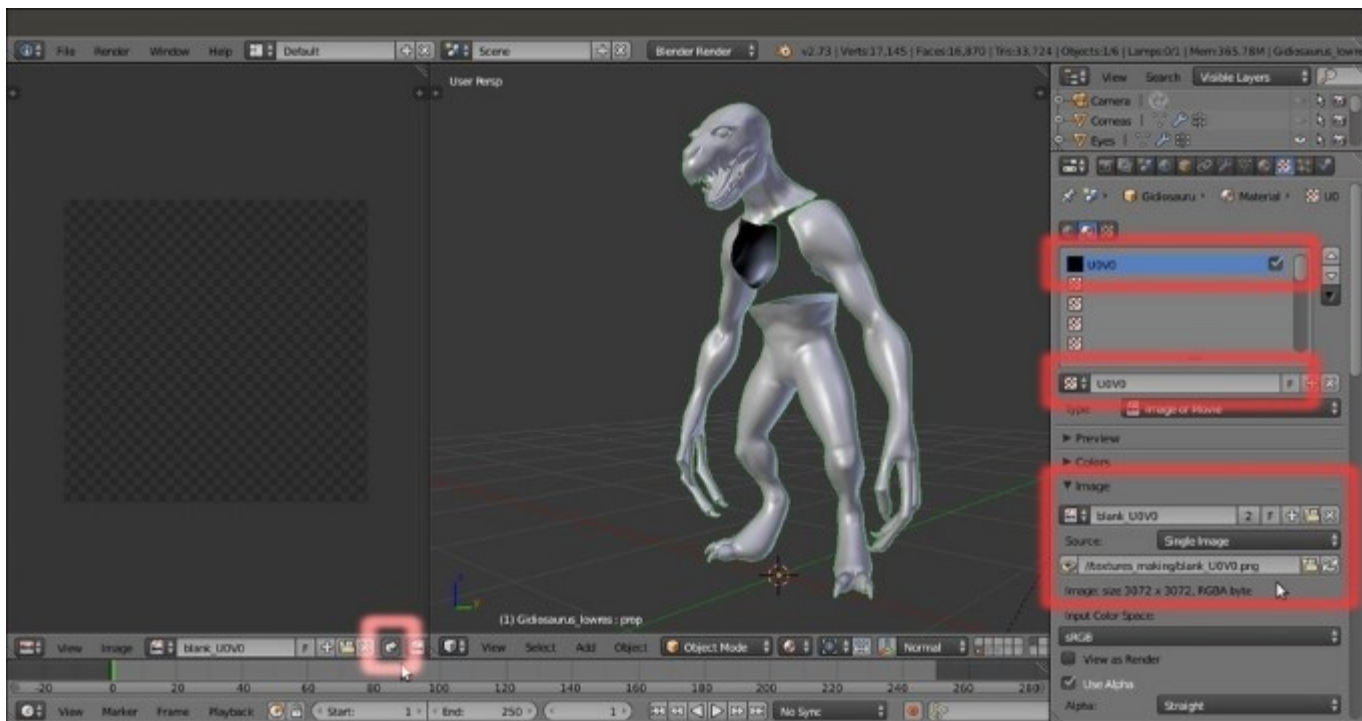 File Render Window Help Default Scene Blender Render v2.73 | Verts:17,145 | Faces:16,870 | Tris:33,724 | Objects:1/6 | Lamps:0/1 | Mem:365.78M | Gidiosaurus_lowre
User Persp
View Search Visible Layers
Camera
Corneas
Eyes
Gidiosauru Material U0
U0V0
U0V0 F
Type: Image or Movie
Preview
Colors
Image
blank_U0V0 2 F
Source: Single Image
//textures_making/blank_U0V0.png
Image: size 3072 x 3072, RGBA byte
Input Color Space:
sRGB
View as Render
Use Alpha
Alpha: Straight
(1) Gidiosaurus_lowres : prop
View Image blank_U0V0 F View Select Add Object Object Mode Normal
-20 0 20 40 60 80 100 120 140 160 180 200 220 240 260 280
View Marker Frame Playback Start: 1 End: 250 1 No Sync